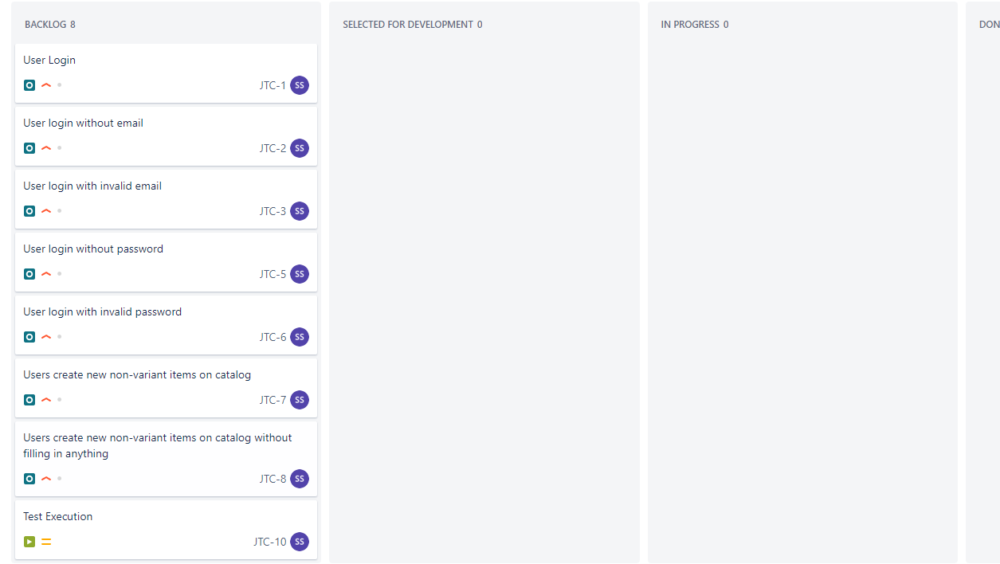 BACKLOG 8
SELECTED FOR DEVELOPMENT 0
IN PROGRESS 0
DON
User Login
JTC-1 SS
User login without email
JTC-2 SS
User login with invalid email
JTC-3 SS
User login without password
JTC-5 SS
User login with invalid password
JTC-6 SS
Users create new non-variant items on catalog
JTC-7 SS
Users create new non-variant items on catalog without
filling in anything
JTC-8 SS
Test Execution
JTC-10 SS